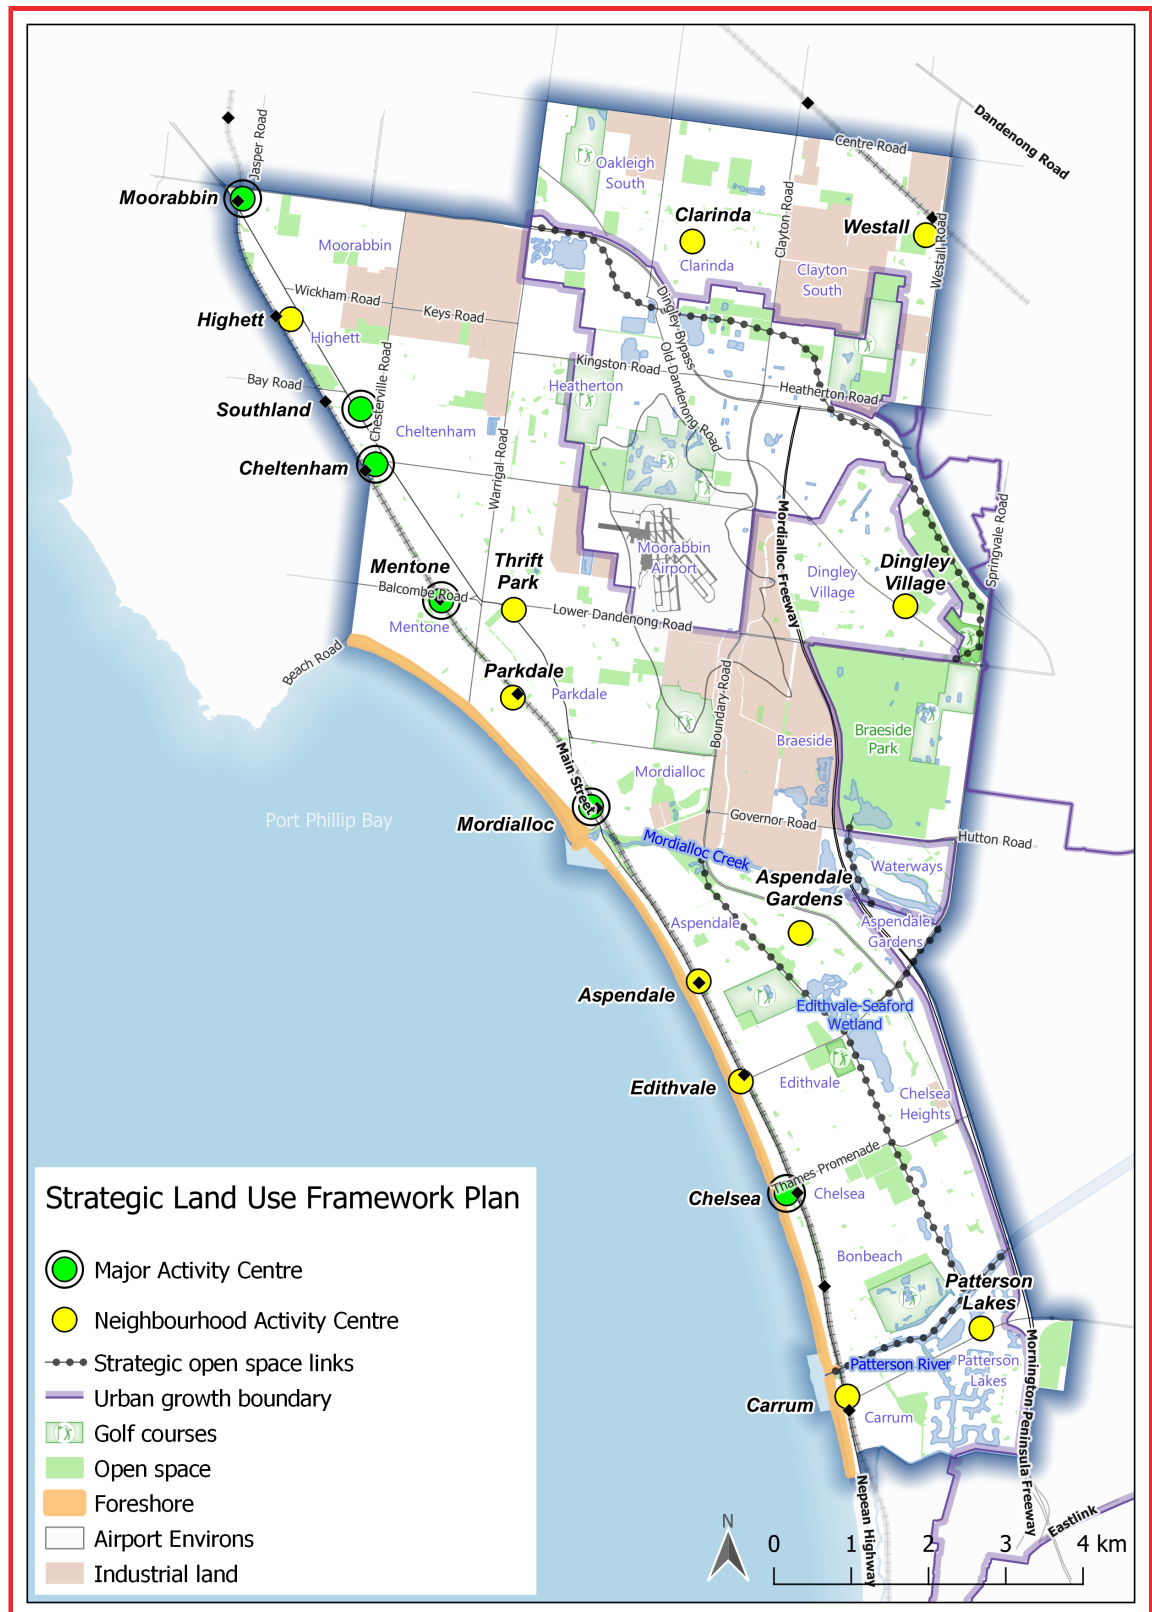 Dandenong Road
Centre Road
Jasper Road
Oakleigh
South
Moorabbin
Clayton Road
Clarinda
Westall
Westall Road
Moorabbin
Clarinda
Clayton
South
Wickham Road
Keys Road
Dingley Bypass
Highett
Highett
Old Dandenong Road
Kingston Road
Heatherton Road
Bay Road
Chesterville Road
Heatherton
Southland
Cheltenham
Cheltenham
Warrigal Road
Mordialloc Freeway
Springvale Road
Moorabbin
Airport
Mentone
Thrift
Park
Dingley
Village
Dingley
Village
Balcombe Road
Lower Dandenong Road
Mentone
Beach Road
Parkdale
Parkdale
Boundary Road
Braeside
Braeside
Park
Main Street
Mordialloc
Port Phillip Bay
Mordialloc
Governor Road
Hutton Road
Mordialloc Creek
Waterways
Aspendale
Gardens
Aspendale
Aspendale
Gardens
Aspendale
Edithvale-Seaford
Wetland
Edithvale
Edithvale
Chelsea
Heights
Thames Promenade
Chelsea
Chelsea
Bonbeach
Patterson
Lakes
Patterson River
Patterson
Lakes
Carrum
Carrum
Mornington Peninsula Freeway
Nepean Highway
Eastlink
Strategic Land Use Framework Plan
Major Activity Centre
Neighbourhood Activity Centre
Strategic open space links
Urban growth boundary
Golf courses
Open space
Foreshore
Airport Environs
Industrial land
N
0 1 2 3 4 km